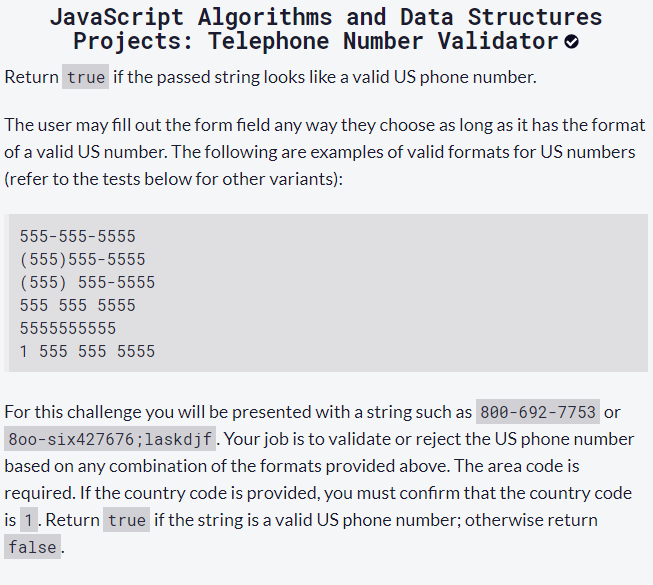 JavaScript Algorithms and Data Structures
Projects: Telephone Number Validator
Return true if the passed string looks like a valid US phone number.
The user may fill out the form field any way they choose as long as it has the format
of a valid US number. The following are examples of valid formats for US numbers
(refer to the tests below for other variants):
555-555-5555
(555)555-5555
(555) 555-5555
555 555 5555
5555555555
1 555 555 5555
For this challenge you will be presented with a string such as 800-692-7753 or
8oo-six427676;laskdjf. Your job is to validate or reject the US phone number
based on any combination of the formats provided above. The area code is
required. If the country code is provided, you must confirm that the country code
is 1. Return true if the string is a valid US phone number; otherwise return
false.